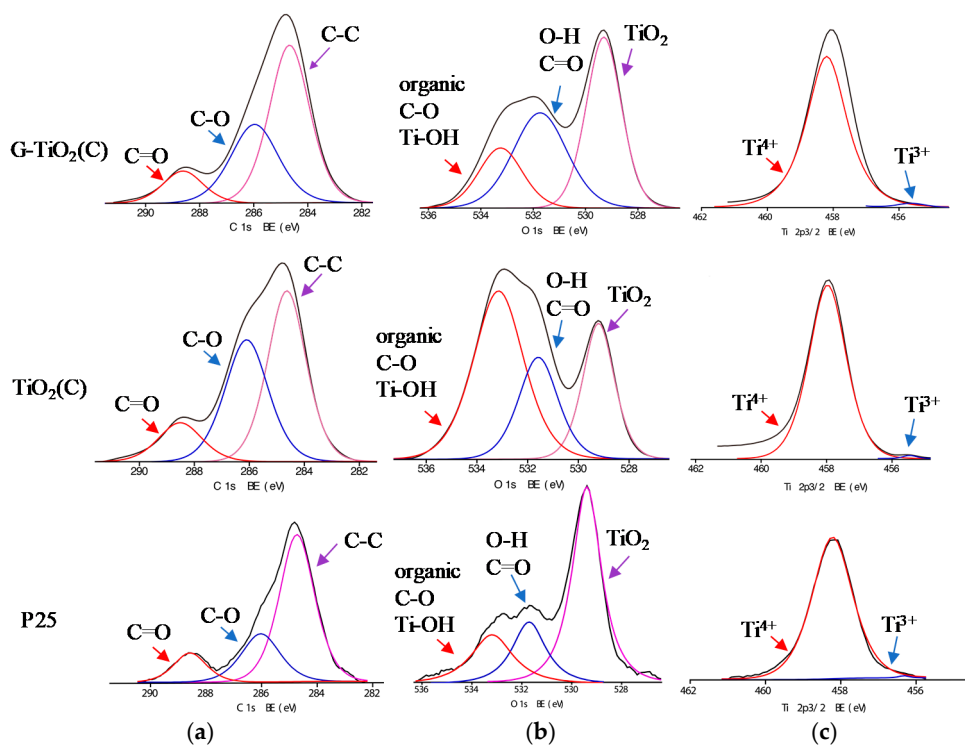 G-TiO₂(C)
C=O
C-O
C-C
290 288 286 284 282
C 1s BE (eV)
organic
C-O
Ti-OH
O-H
C=O
TiO₂
536 534 532 530 528
O 1s BE (eV)
Ti⁴⁺
Ti³⁺
462 460 458 456
Ti 2p3/2 BE (eV)
TiO₂(C)
C=O
C-O
C-C
290 288 286 284 282
C 1s BE (eV)
organic
C-O
Ti-OH
O-H
C=O
TiO₂
536 534 532 530 528
O 1s BE (eV)
Ti⁴⁺
Ti³⁺
462 460 458 456
Ti 2p3/2 BE (eV)
P25
C=O
C-O
C-C
290 288 286 284 282
C 1s BE (eV)
organic
C-O
Ti-OH
O-H
C=O
TiO₂
536 534 532 530 528
O 1s BE (eV)
Ti⁴⁺
Ti³⁺
462 460 458 456
Ti 2p3/2 BE (eV)
(a) (b) (c)